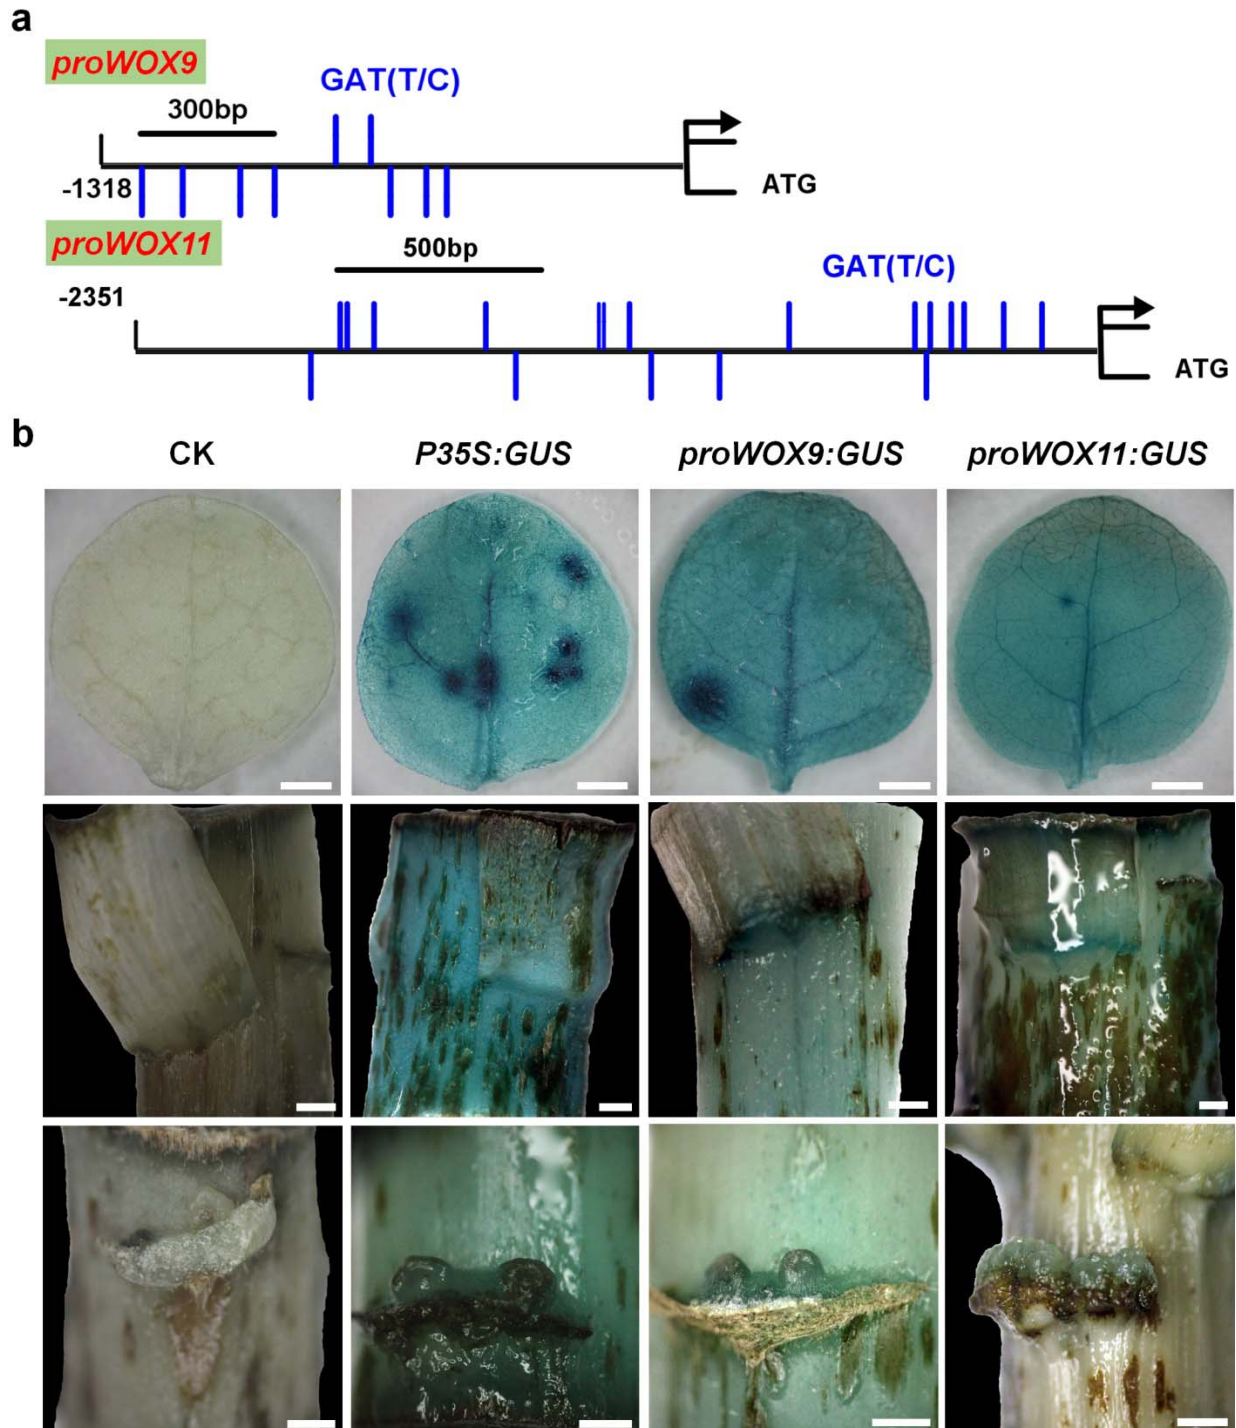 a
proWOX9
GAT(T/C)
300bp
-1318
ATG
proWOX11
500bp
GAT(T/C)
-2351
ATG
b
CK P35S:GUS proWOX9:GUS proWOX11:GUS